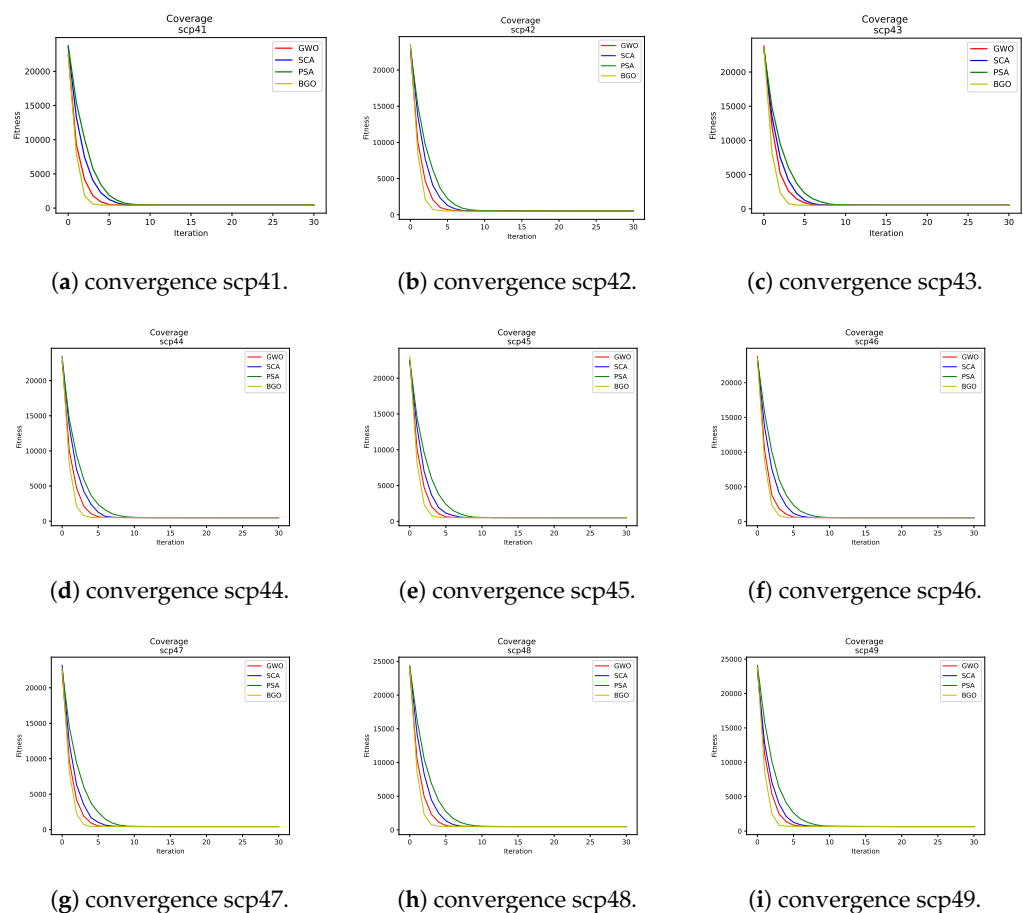 Coverage
scp41
Fitness
20000
15000
10000
5000
0
GWO
SCA
PSA
BGO
0 5 10 15 20 25 30
Iteration
(a) convergence scp41.
Coverage
scp42
Fitness
20000
15000
10000
5000
0
GWO
SCA
PSA
BGO
0 5 10 15 20 25 30
Iteration
(b) convergence scp42.
Coverage
scp43
Fitness
20000
15000
10000
5000
0
GWO
SCA
PSA
BGO
0 5 10 15 20 25 30
Iteration
(c) convergence scp43.
Coverage
scp44
Fitness
20000
15000
10000
5000
0
GWO
SCA
PSA
BGO
0 5 10 15 20 25 30
Iteration
(d) convergence scp44.
Coverage
scp45
Fitness
20000
15000
10000
5000
0
GWO
SCA
PSA
BGO
0 5 10 15 20 25 30
Iteration
(e) convergence scp45.
Coverage
scp46
Fitness
20000
15000
10000
5000
0
GWO
SCA
PSA
BGO
0 5 10 15 20 25 30
Iteration
(f) convergence scp46.
Coverage
scp47
Fitness
20000
15000
10000
5000
0
GWO
SCA
PSA
BGO
0 5 10 15 20 25 30
Iteration
(g) convergence scp47.
Coverage
scp48
Fitness
25000
20000
15000
10000
5000
0
GWO
SCA
PSA
BGO
0 5 10 15 20 25 30
Iteration
(h) convergence scp48.
Coverage
scp49
Fitness
25000
20000
15000
10000
5000
0
GWO
SCA
PSA
BGO
0 5 10 15 20 25 30
Iteration
(i) convergence scp49.